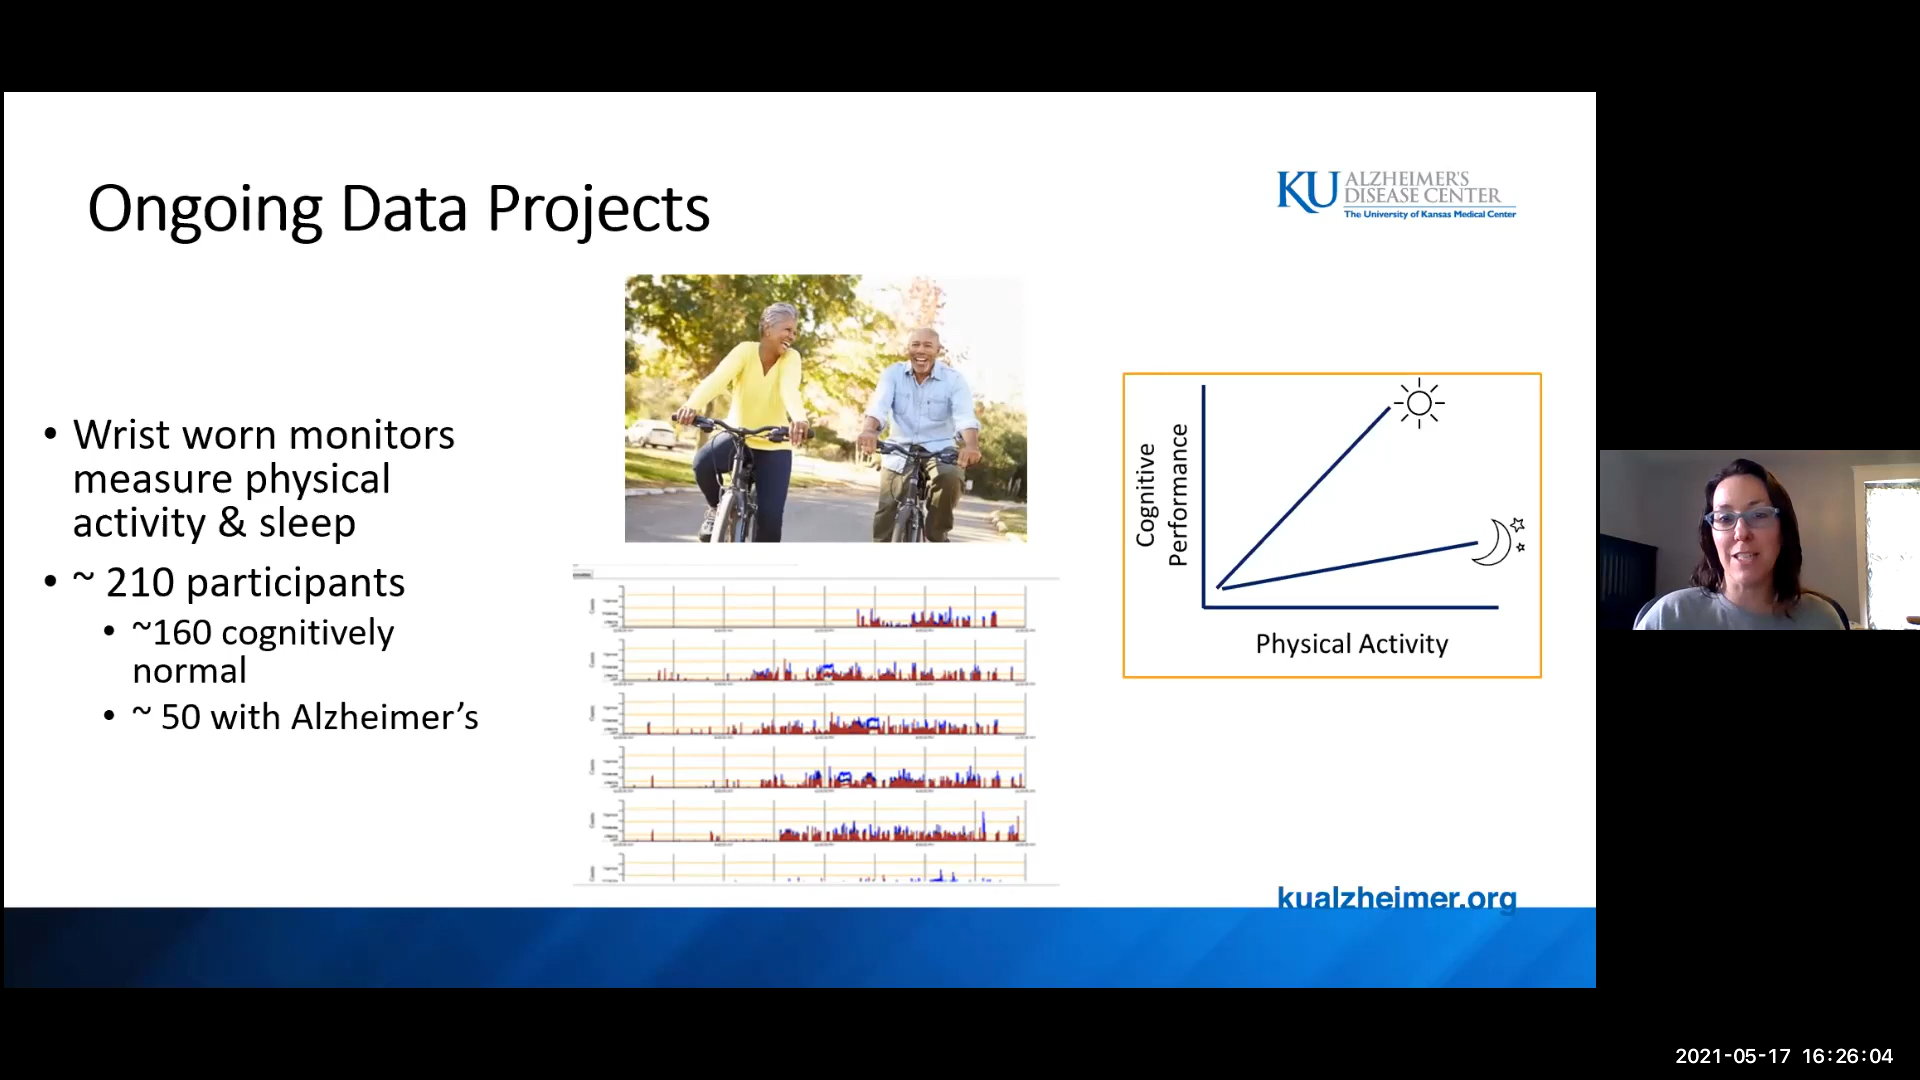 Ongoing Data Projects
KU ALZHEIMER'S
DISEASE CENTER
The University of Kansas Medical Center
• Wrist worn monitors
measure physical
activity & sleep
• ~ 210 participants
• ~160 cognitively
normal
• ~ 50 with Alzheimer's
Cognitive
Performance
Physical Activity
kualzheimer.org
2021-05-17 16:26:04